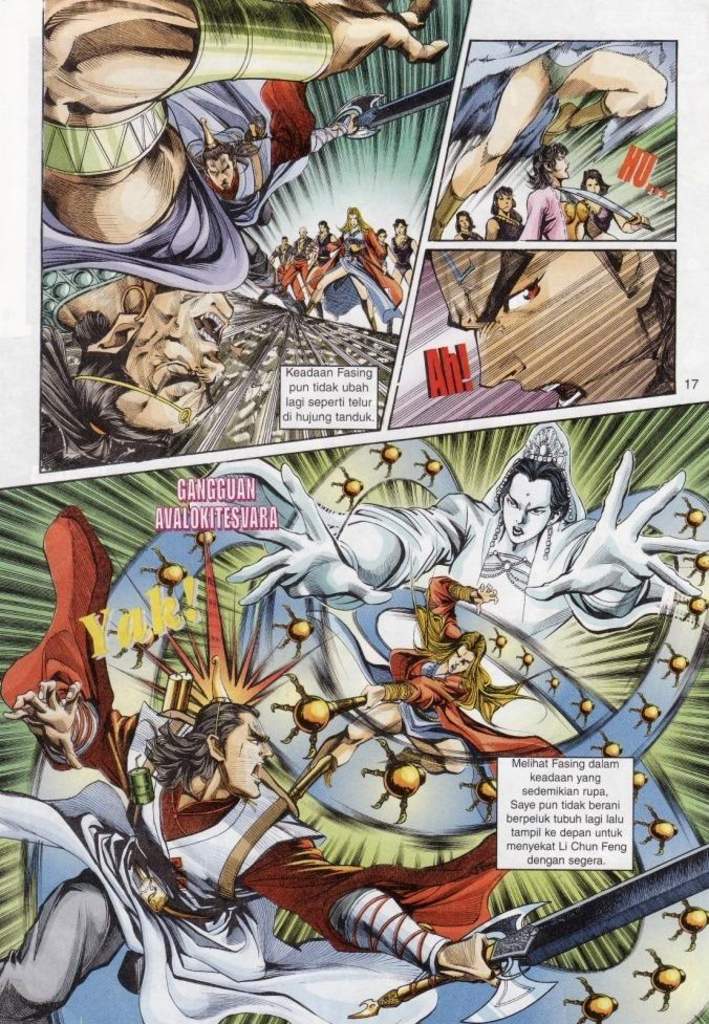 HU...
Keadaan Fasing
pun tidak ubah
lagi seperti telur
di hujung tanduk.
Ah!
17
GANGGUAN
AVALOKITESVARA
Yak!
Melihat Fasing dalam
keadaan yang
sedemikian rupa,
Saye pun tidak berani
berpeluk tubuh lagi lalu
tampil ke depan untuk
menyekat Li Chun Feng
dengan segera.